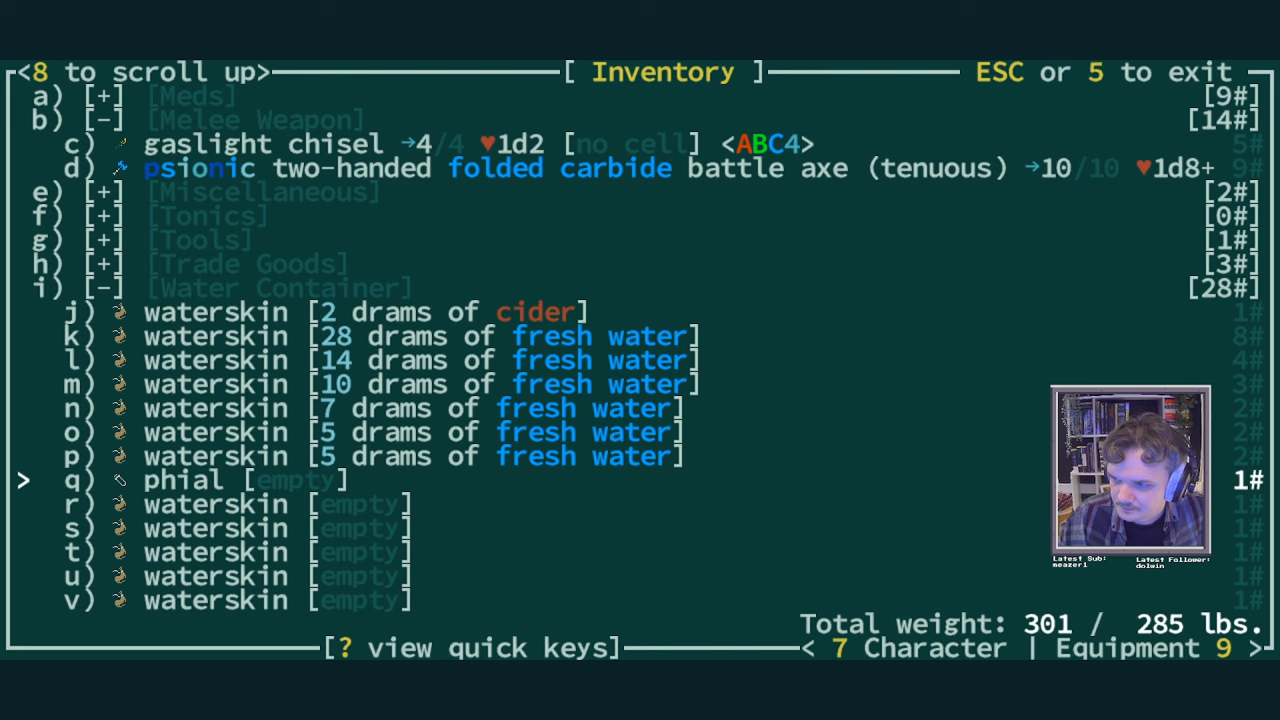 <8 to scroll up> [ Inventory ] ESC or 5 to exit
a) [+] [Meds] [9#]
b) [-] [Melee Weapon] [14#]
c) gaslight chisel →4/4 ♥1d2 [no cell] <ABC4> 5#
d) psionic two-handed folded carbide battle axe (tenuous) →10/10 ♥1d8+ 9#
e) [+] [Miscellaneous] [2#]
f) [+] [Tonics] [0#]
g) [+] [Tools] [1#]
h) [+] [Trade Goods] [3#]
i) [-] [Water Container] [28#]
j) waterskin [2 drams of cider] 1#
k) waterskin [28 drams of fresh water] 8#
l) waterskin [14 drams of fresh water] 4#
m) waterskin [10 drams of fresh water] 3#
n) waterskin [7 drams of fresh water] 2#
o) waterskin [5 drams of fresh water] 2#
p) waterskin [5 drams of fresh water] 2#
> q) phial [empty] 1#
r) waterskin [empty] 1#
s) waterskin [empty] 1#
t) waterskin [empty] 1#
u) waterskin [empty] 1#
v) waterskin [empty] 1#
Latest Sub: Latest Follower:
meazer1 dolwin
Total weight: 301 / 285 lbs.
[? view quick keys] < 7 Character | Equipment 9 >